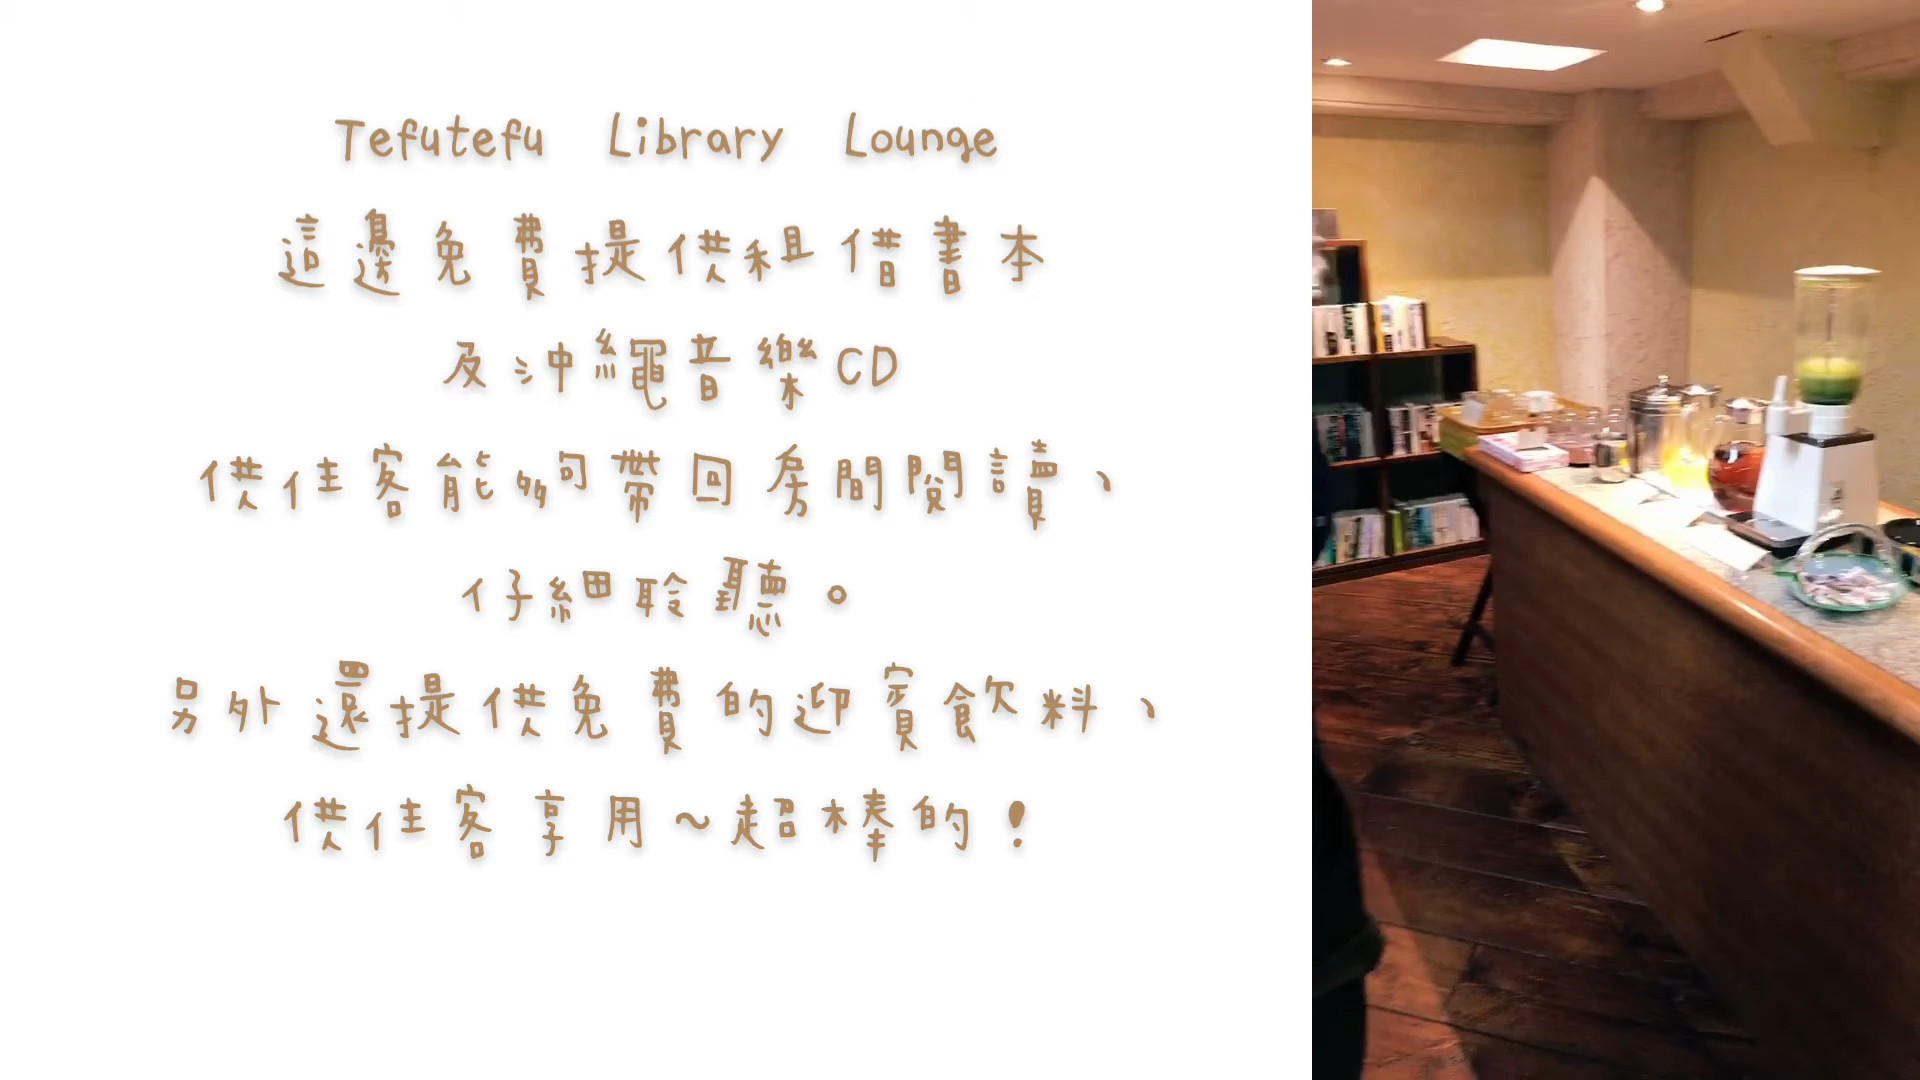 Tefutefu Library Lounge
這邊免費提供租借書本
及沖繩音樂CD
供住客能夠帶回房間閱讀、
仔細聆聽。
另外還提供免費的迎賓飲料、
供住客享用~超棒的!